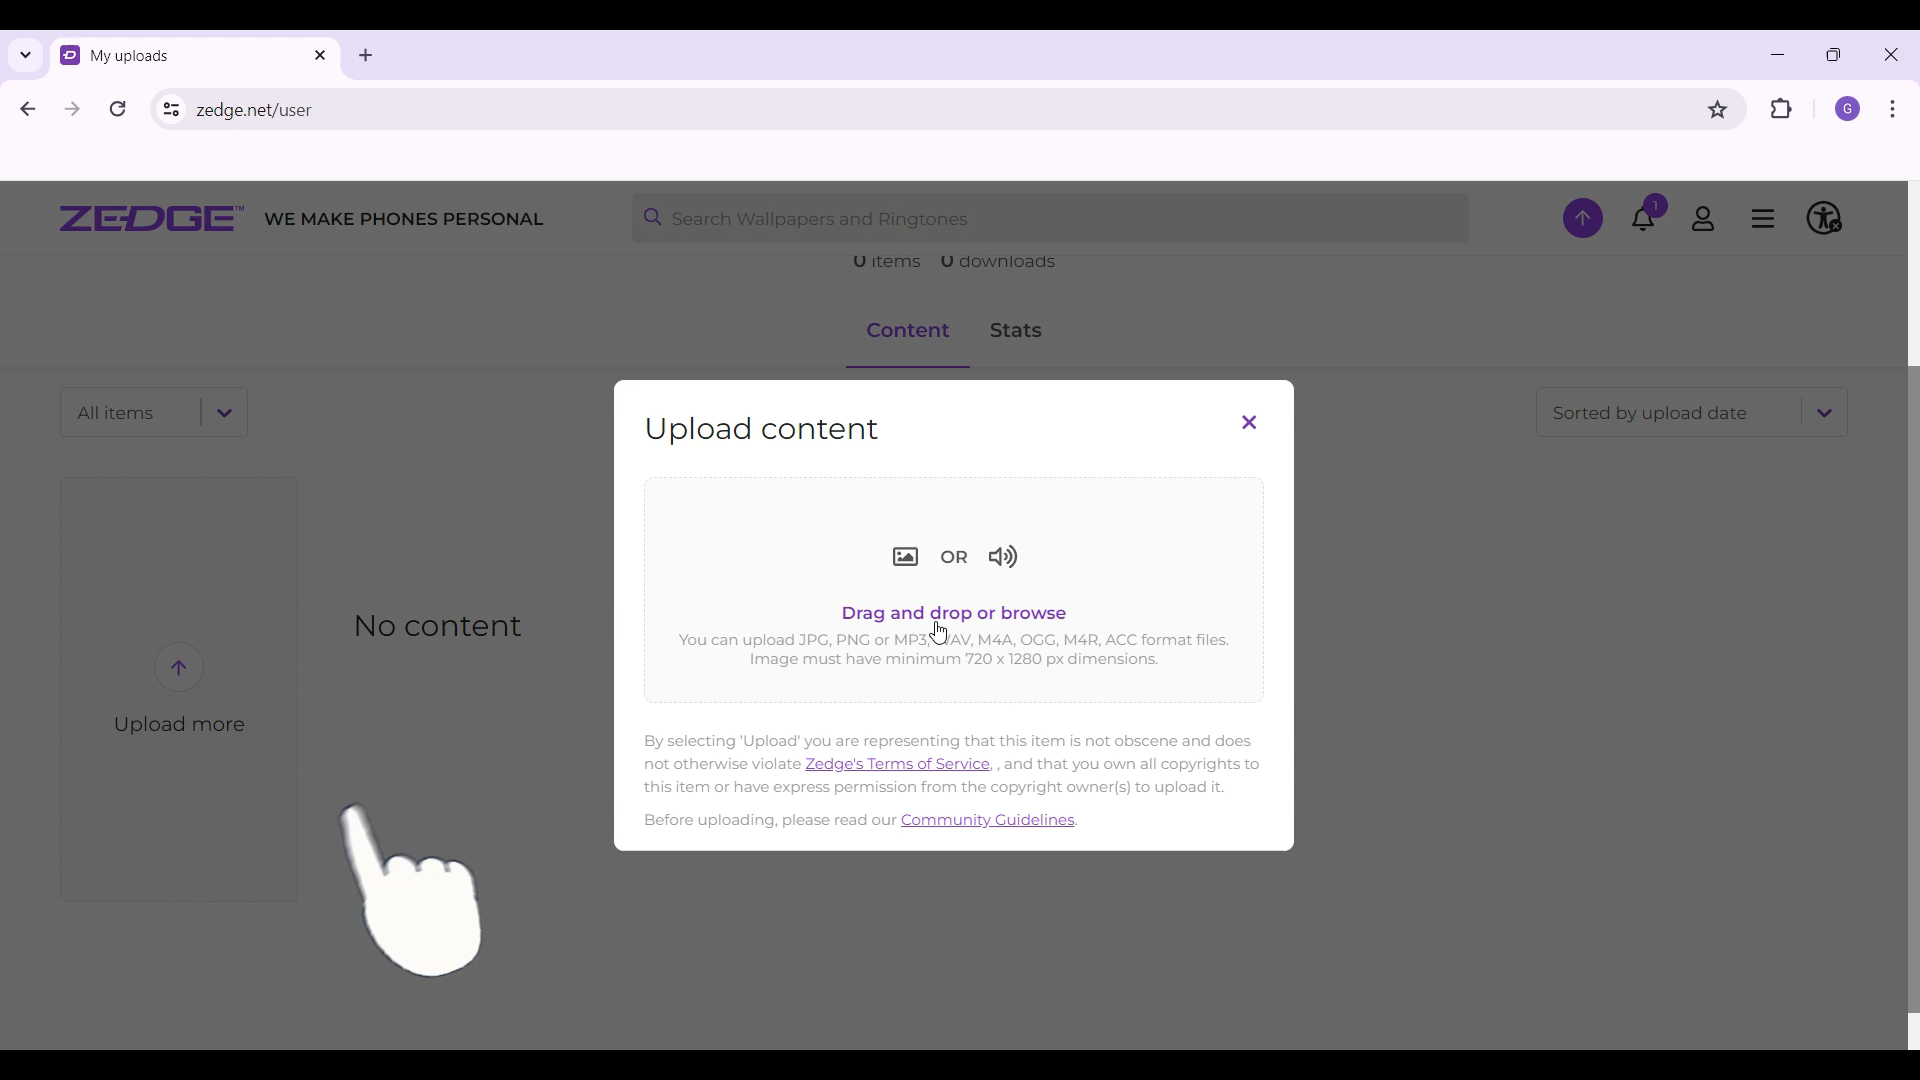 My uploads
zedge.net/user
G
ZEDGE™ WE MAKE PHONES PERSONAL
Search Wallpapers and Ringtones
1
0 items 0 downloads
Content Stats
All items
Sorted by upload date
Upload content
OR
Drag and drop or browse
You can upload JPG, PNG or MP3, WAV, M4A, OGG, M4R, ACC format files.
Image must have minimum 720 x 1280 px dimensions.
No content
Upload more
By selecting 'Upload' you are representing that this item is not obscene and does
not otherwise violate Zedge's Terms of Service, , and that you own all copyrights to
this item or have express permission from the copyright owner(s) to upload it.
Before uploading, please read our Community Guidelines.